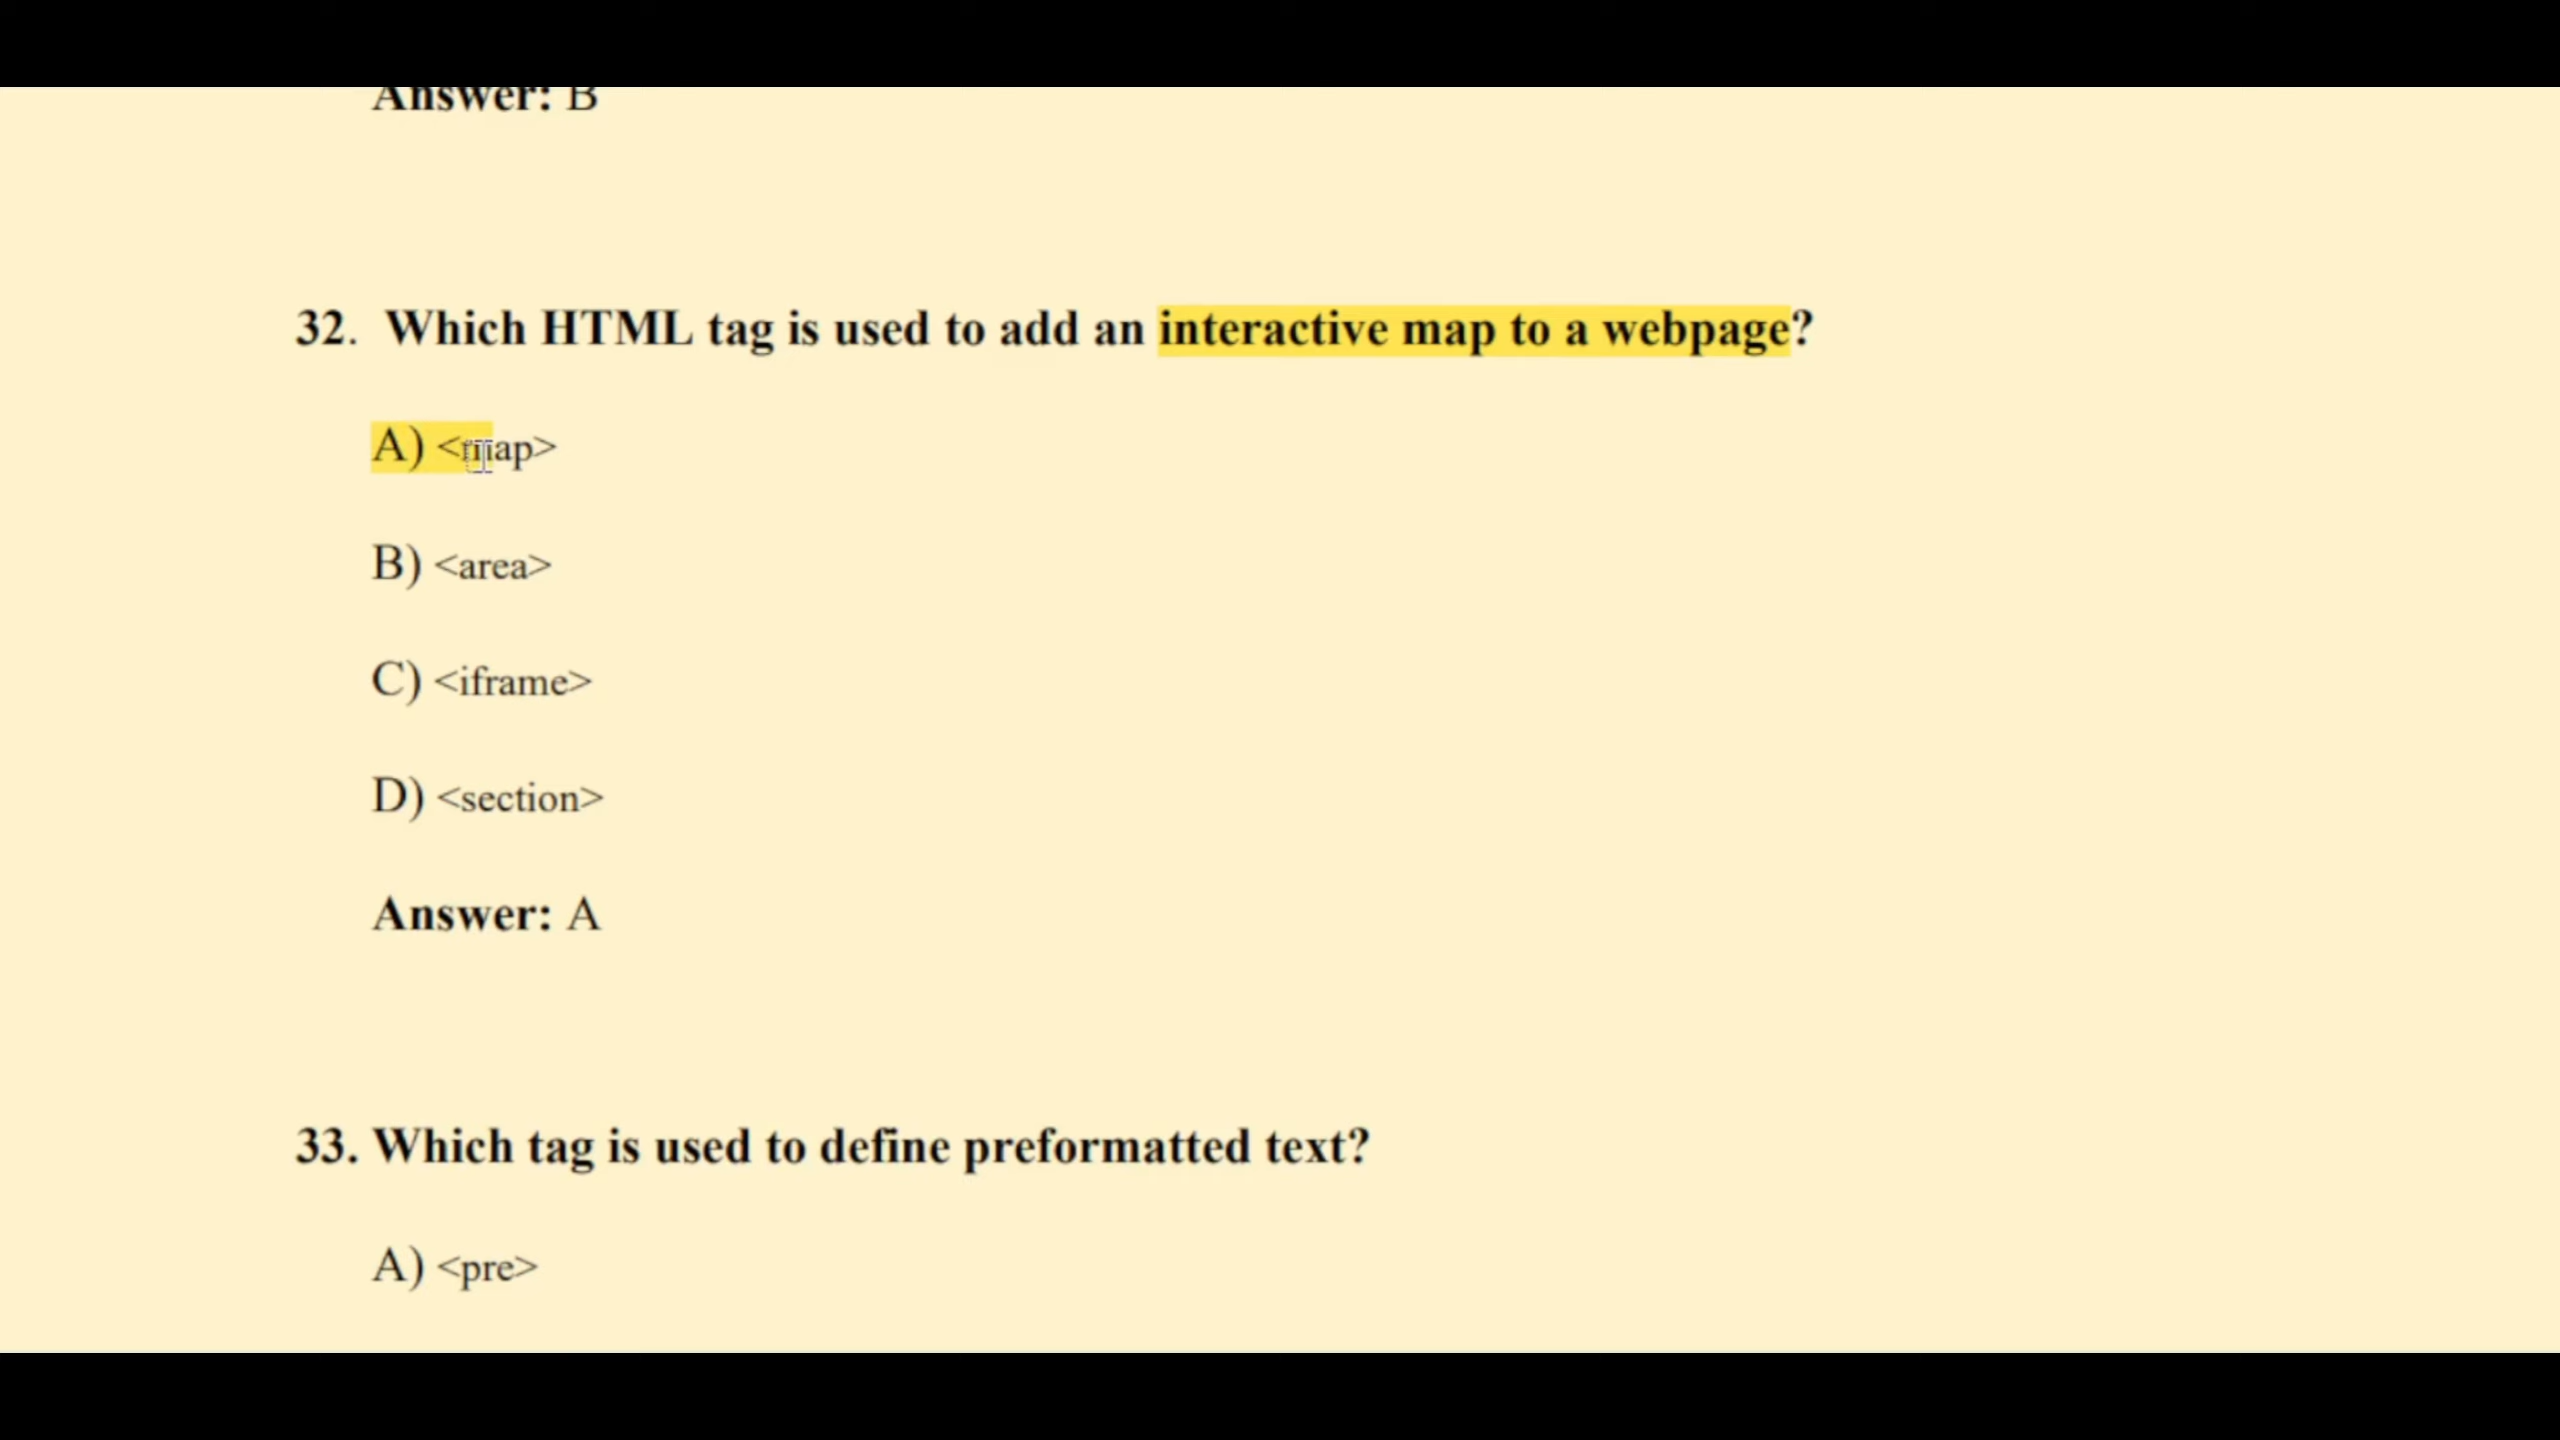 Answer: B
32. Which HTML tag is used to add an interactive map to a webpage?
A) <map>
B) <area>
C) <iframe>
D) <section>
Answer: A
33. Which tag is used to define preformatted text?
A) <pre>